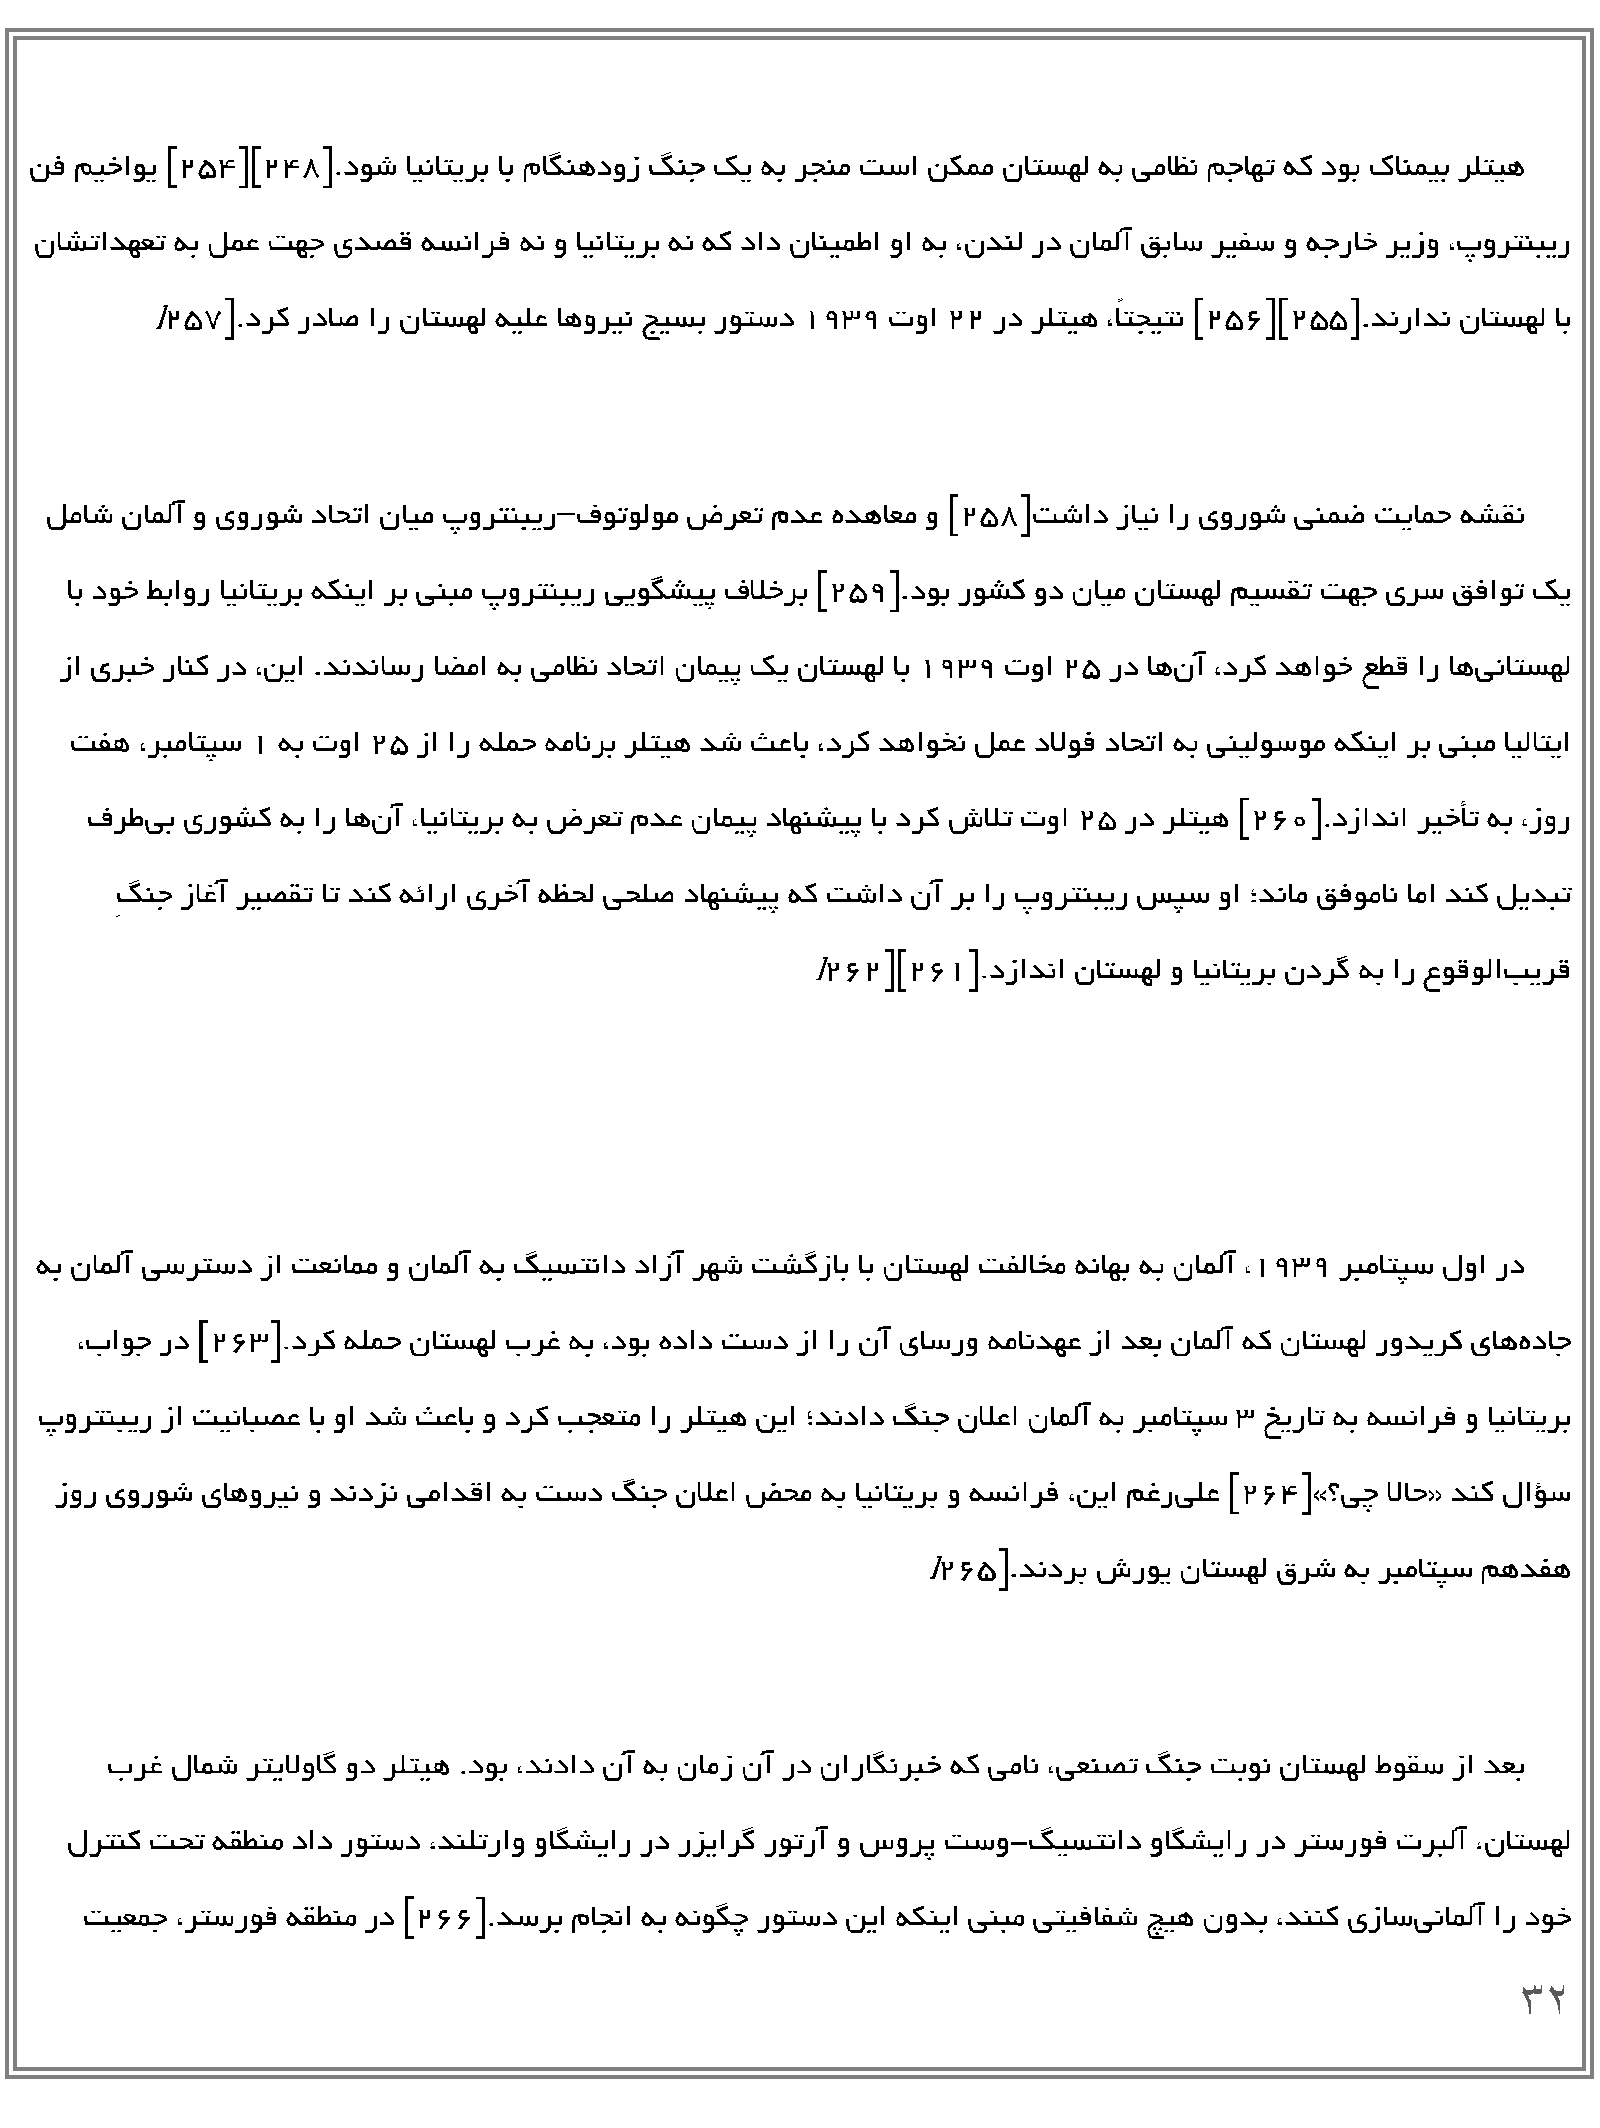 هیتلر بیمناک بود که تهاجم نظامی به لهستان ممکن است منجر به یک جنگ زودهنگام با بریتانیا شود.[۲۴۸][۲۵۴] یواخیم فن
ریبنتروپ، وزیر خارجه و سفیر سابق آلمان در لندن، به او اطمینان داد که نه بریتانیا و نه فرانسه قصدی جهت عمل به تعهداتشان
با لهستان ندارند.[۲۵۵][۲۵۶] نتیجتاً، هیتلر در ۲۲ اوت ۱۹۳۹ دستور بسیج نیروها علیه لهستان را صادر کرد.[۲۵۷/
نقشه حمایت ضمنی شوروی را نیاز داشت[۲۵۸] و معاهده عدم تعرض مولوتوف–ریبنتروپ میان اتحاد شوروی و آلمان شامل
یک توافق سری جهت تقسیم لهستان میان دو کشور بود.[۲۵۹] برخلاف پیشگویی ریبنتروپ مبنی بر اینکه بریتانیا روابط خود با
لهستانی‌ها را قطع خواهد کرد، آن‌ها در ۲۵ اوت ۱۹۳۹ با لهستان یک پیمان اتحاد نظامی به امضا رساندند. این، در کنار خبری از
ایتالیا مبنی بر اینکه موسولینی به اتحاد فولاد عمل نخواهد کرد، باعث شد هیتلر برنامه حمله را از ۲۵ اوت به ۱ سپتامبر، هفت
روز، به تأخیر اندازد.[۲۶۰] هیتلر در ۲۵ اوت تلاش کرد با پیشنهاد پیمان عدم تعرض به بریتانیا، آن‌ها را به کشوری بی‌طرف
تبدیل کند اما ناموفق ماند؛ او سپس ریبنتروپ را بر آن داشت که پیشنهاد صلحی لحظه آخری ارائه کند تا تقصیر آغاز جنگِ
قریب‌الوقوع را به گردن بریتانیا و لهستان اندازد.[۲۶۱][۲۶۲/
در اول سپتامبر ۱۹۳۹، آلمان به بهانه مخالفت لهستان با بازگشت شهر آزاد دانتسیگ به آلمان و ممانعت از دسترسی آلمان به
جاده‌های کریدور لهستان که آلمان بعد از عهدنامه ورسای آن را از دست داده بود، به غرب لهستان حمله کرد.[۲۶۳] در جواب،
بریتانیا و فرانسه به تاریخ ۳ سپتامبر به آلمان اعلان جنگ دادند؛ این هیتلر را متعجب کرد و باعث شد او با عصبانیت از ریبنتروپ
سؤال کند «حالا چی؟»[۲۶۴] علی‌رغم این، فرانسه و بریتانیا به محض اعلان جنگ دست به اقدامی نزدند و نیروهای شوروی روز
هفدهم سپتامبر به شرق لهستان یورش بردند.[۲۶۵/
بعد از سقوط لهستان نوبت جنگ تصنعی، نامی که خبرنگاران در آن زمان به آن دادند، بود. هیتلر دو گاولایتر شمال غرب
لهستان، آلبرت فورستر در رایشگاو دانتسیگ–وست پروس و آرتور گرایزر در رایشگاو وارتلند، دستور داد منطقه تحت کنترل
خود را آلمانی‌سازی کنند، بدون هیچ شفافیتی مبنی اینکه این دستور چگونه به انجام برسد.[۲۶۶] در منطقه فورستر، جمعیت
۳۲